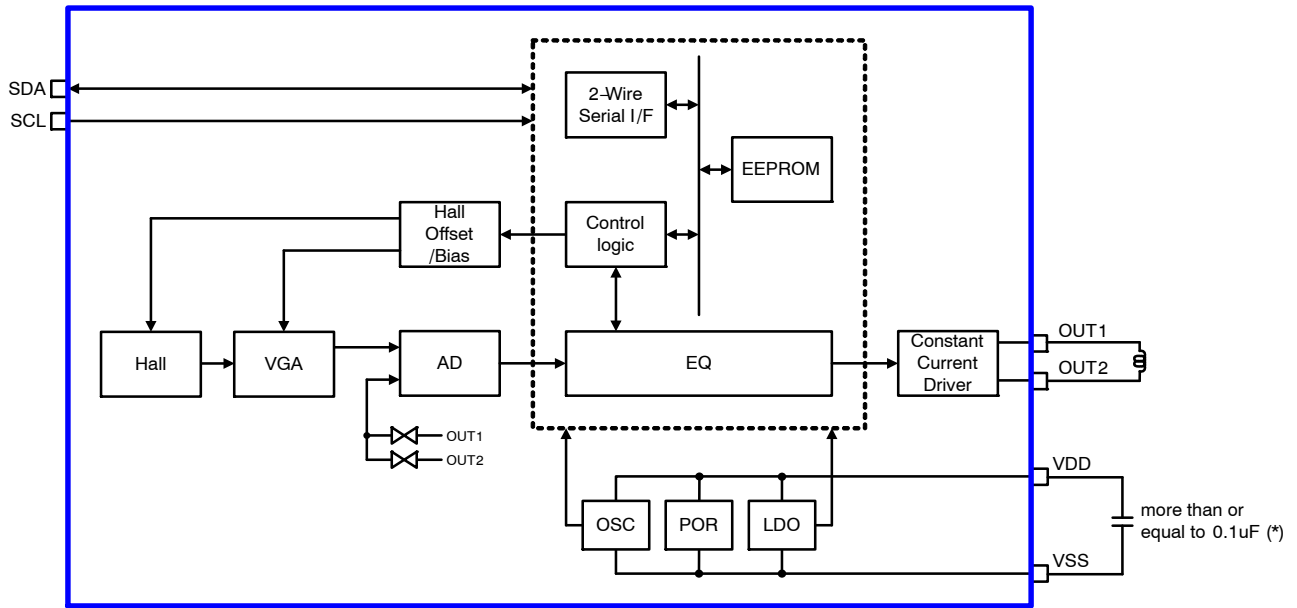 SDA
SCL
2-Wire
Serial I/F
EEPROM
Hall
Offset
/Bias
Control
logic
Hall
VGA
AD
EQ
Constant
Current
Driver
OUT1
OUT2
OUT1
OUT2
VDD
OSC
POR
LDO
more than or
equal to 0.1uF (*)
VSS